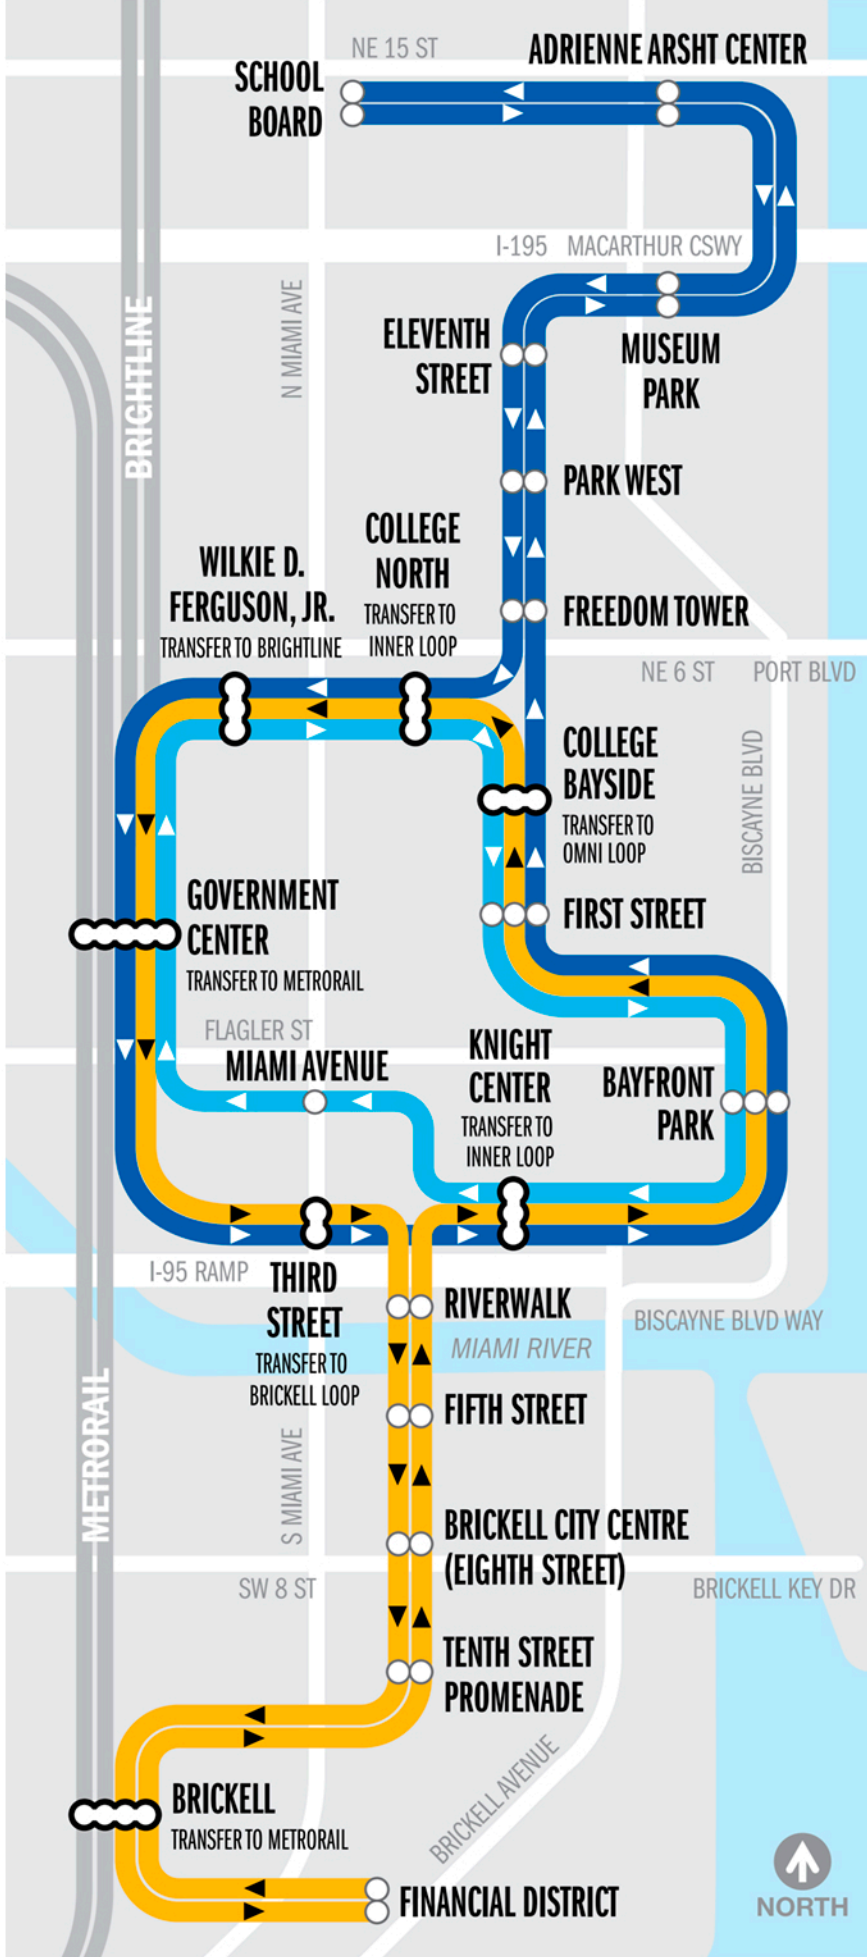 NE 15 ST
ADRIENNE ARSHT CENTER
SCHOOL
BOARD
I-195 MACARTHUR CSWY
BRIGHTLINE
N MIAMI AVE
ELEVENTH
STREET
MUSEUM
PARK
PARK WEST
COLLEGE
NORTH
TRANSFER TO
INNER LOOP
WILKIE D.
FERGUSON, JR.
TRANSFER TO BRIGHTLINE
FREEDOM TOWER
NE 6 ST
PORT BLVD
COLLEGE
BAYSIDE
TRANSFER TO
OMNI LOOP
BISCAYNE BLVD
GOVERNMENT
CENTER
TRANSFER TO METRORAIL
FIRST STREET
FLAGLER ST
MIAMI AVENUE
KNIGHT
CENTER
TRANSFER TO
INNER LOOP
BAYFRONT
PARK
I-95 RAMP
THIRD
STREET
TRANSFER TO
BRICKELL LOOP
RIVERWALK
BISCAYNE BLVD WAY
MIAMI RIVER
METRORAIL
FIFTH STREET
S MIAMI AVE
BRICKELL CITY CENTRE
(EIGHTH STREET)
SW 8 ST
BRICKELL KEY DR
TENTH STREET
PROMENADE
BRICKELL AVENUE
BRICKELL
TRANSFER TO METRORAIL
FINANCIAL DISTRICT
NORTH